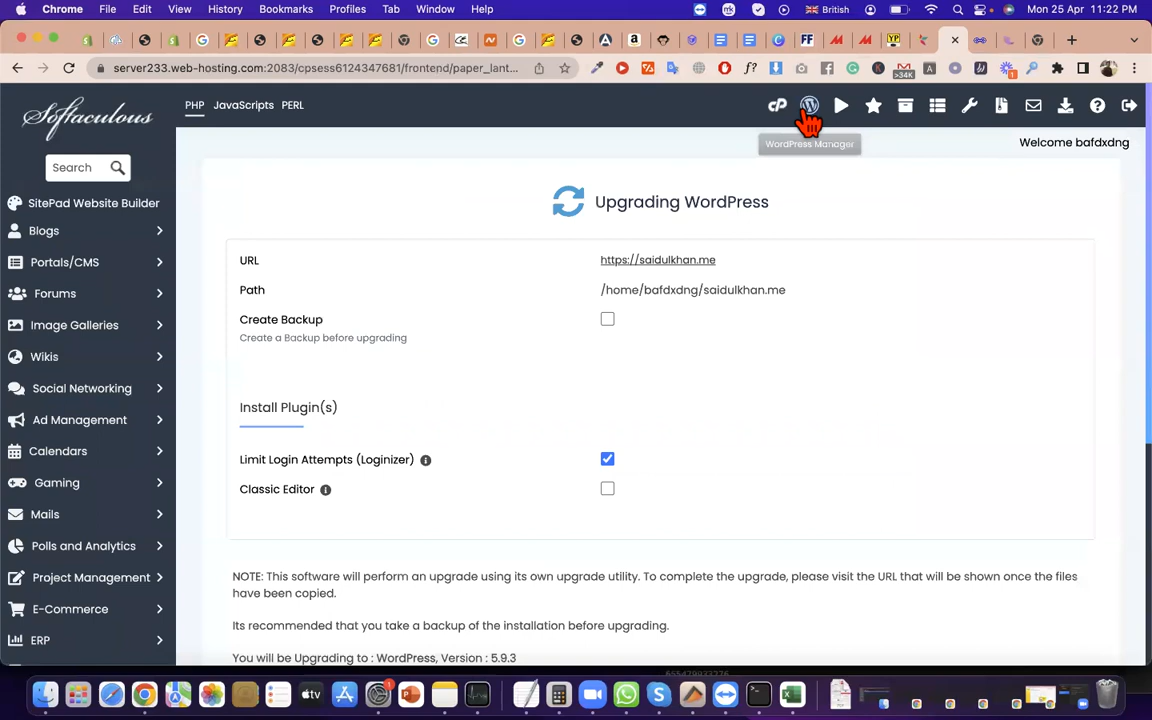 Chrome File Edit View History Bookmarks Profiles Tab Window Help
British Mon 25 Apr 11:22 PM
server233.web-hosting.com:2083/cpsess6124347681/frontend/paper_lant...
Softaculous
PHP JavaScripts PERL
WordPress Manager
Welcome bafdxdng
Search
SitePad Website Builder
Blogs
Portals/CMS
Forums
Image Galleries
Wikis
Social Networking
Ad Management
Calendars
Gaming
Mails
Polls and Analytics
Project Management
E-Commerce
ERP
Upgrading WordPress
URL https://saidulkhan.me
Path /home/bafdxdng/saidulkhan.me
Create Backup
Create a Backup before upgrading
Install Plugin(s)
Limit Login Attempts (Loginizer)
Classic Editor
NOTE: This software will perform an upgrade using its own upgrade utility. To complete the upgrade, please visit the URL that will be shown once the files
have been copied.
Its recommended that you take a backup of the installation before upgrading.
You will be Upgrading to : WordPress, Version : 5.9.3